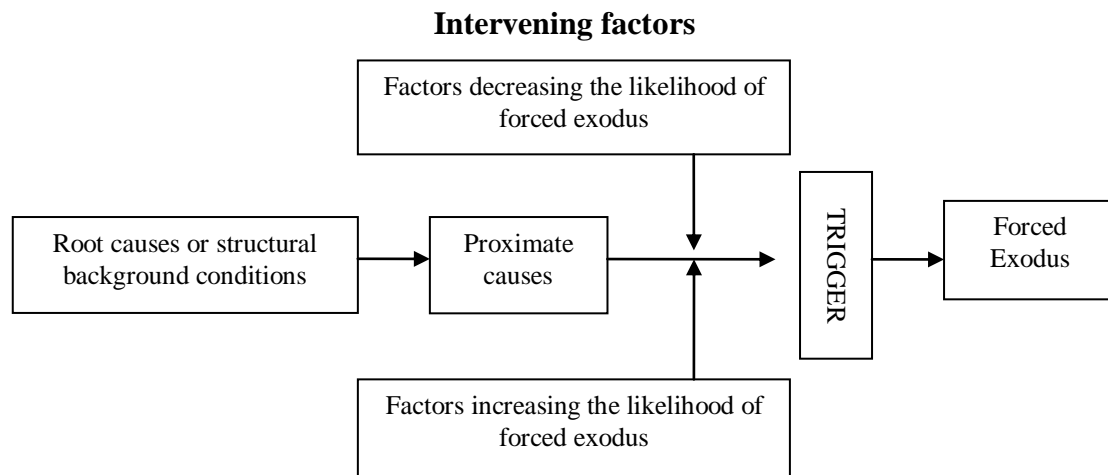 Intervening factors
Factors decreasing the likelihood of
forced exodus
Root causes or structural
background conditions
Proximate
causes
TRIGGER
Forced
Exodus
Factors increasing the likelihood of
forced exodus